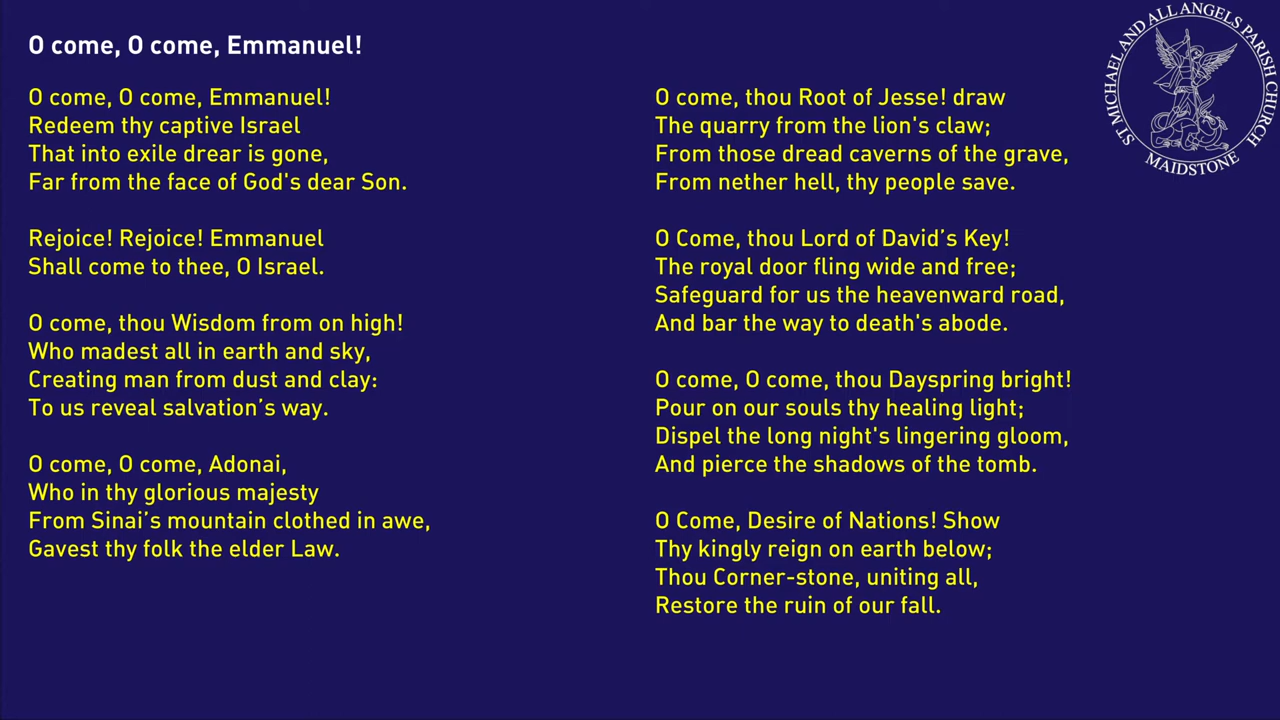 O come, O come, Emmanuel!
O come, O come, Emmanuel!
Redeem thy captive Israel
That into exile drear is gone,
Far from the face of God's dear Son.
Rejoice! Rejoice! Emmanuel
Shall come to thee, O Israel.
O come, thou Wisdom from on high!
Who madest all in earth and sky,
Creating man from dust and clay:
To us reveal salvation’s way.
O come, O come, Adonai,
Who in thy glorious majesty
From Sinai’s mountain clothed in awe,
Gavest thy folk the elder Law.
O come, thou Root of Jesse! draw
The quarry from the lion's claw;
From those dread caverns of the grave,
From nether hell, thy people save.
O Come, thou Lord of David’s Key!
The royal door fling wide and free;
Safeguard for us the heavenward road,
And bar the way to death's abode.
O come, O come, thou Dayspring bright!
Pour on our souls thy healing light;
Dispel the long night's lingering gloom,
And pierce the shadows of the tomb.
O Come, Desire of Nations! Show
Thy kingly reign on earth below;
Thou Corner-stone, uniting all,
Restore the ruin of our fall.
ST MICHAEL AND ALL ANGELS PARISH CHURCH
MAIDSTONE